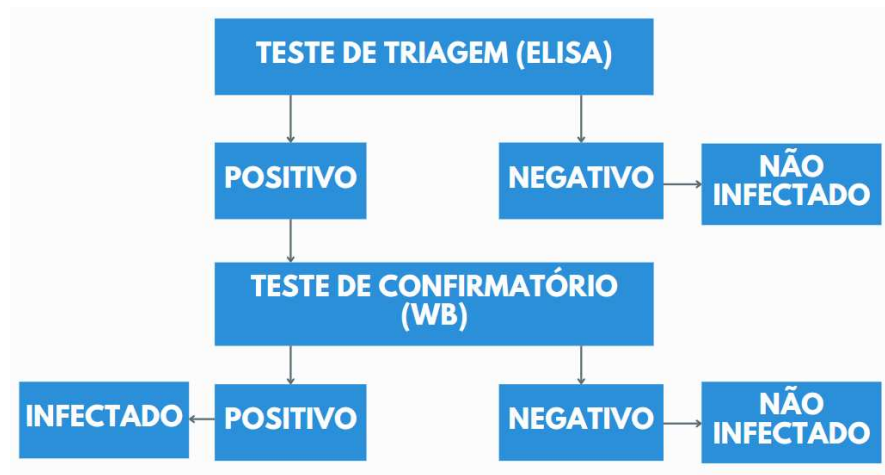 TESTE DE TRIAGEM (ELISA)
POSITIVO
NEGATIVO
NÃO
INFECTADO
TESTE DE CONFIRMATÓRIO
(WB)
INFECTADO
POSITIVO
NEGATIVO
NÃO
INFECTADO